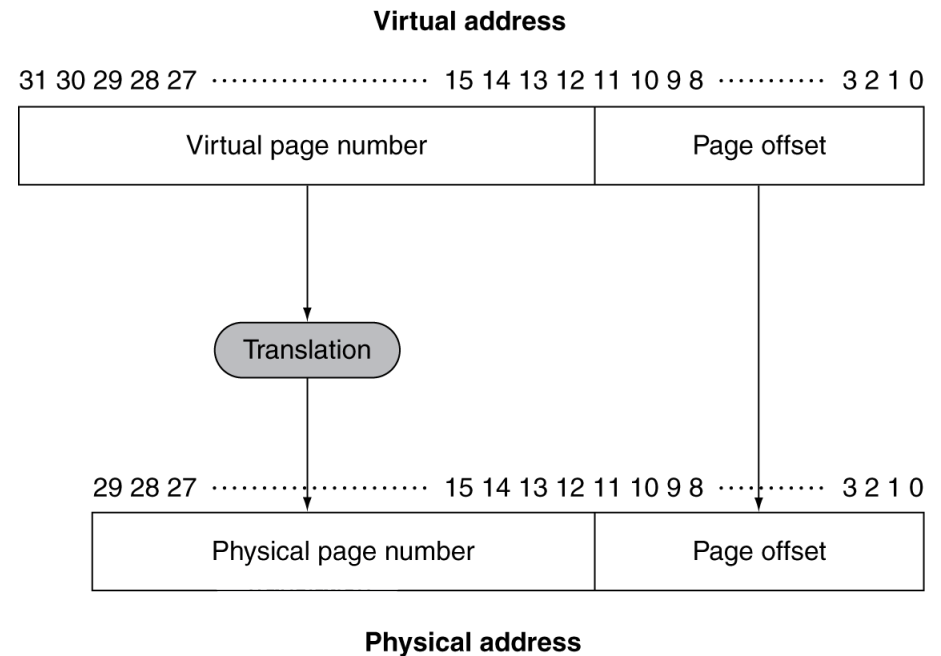 Virtual address
31 30 29 28 27 ······················ 15 14 13 12 11 10 9 8 ··········· 3 2 1 0
Virtual page number Page offset
Translation
29 28 27 ······················ 15 14 13 12 11 10 9 8 ··········· 3 2 1 0
Physical page number Page offset
Physical address